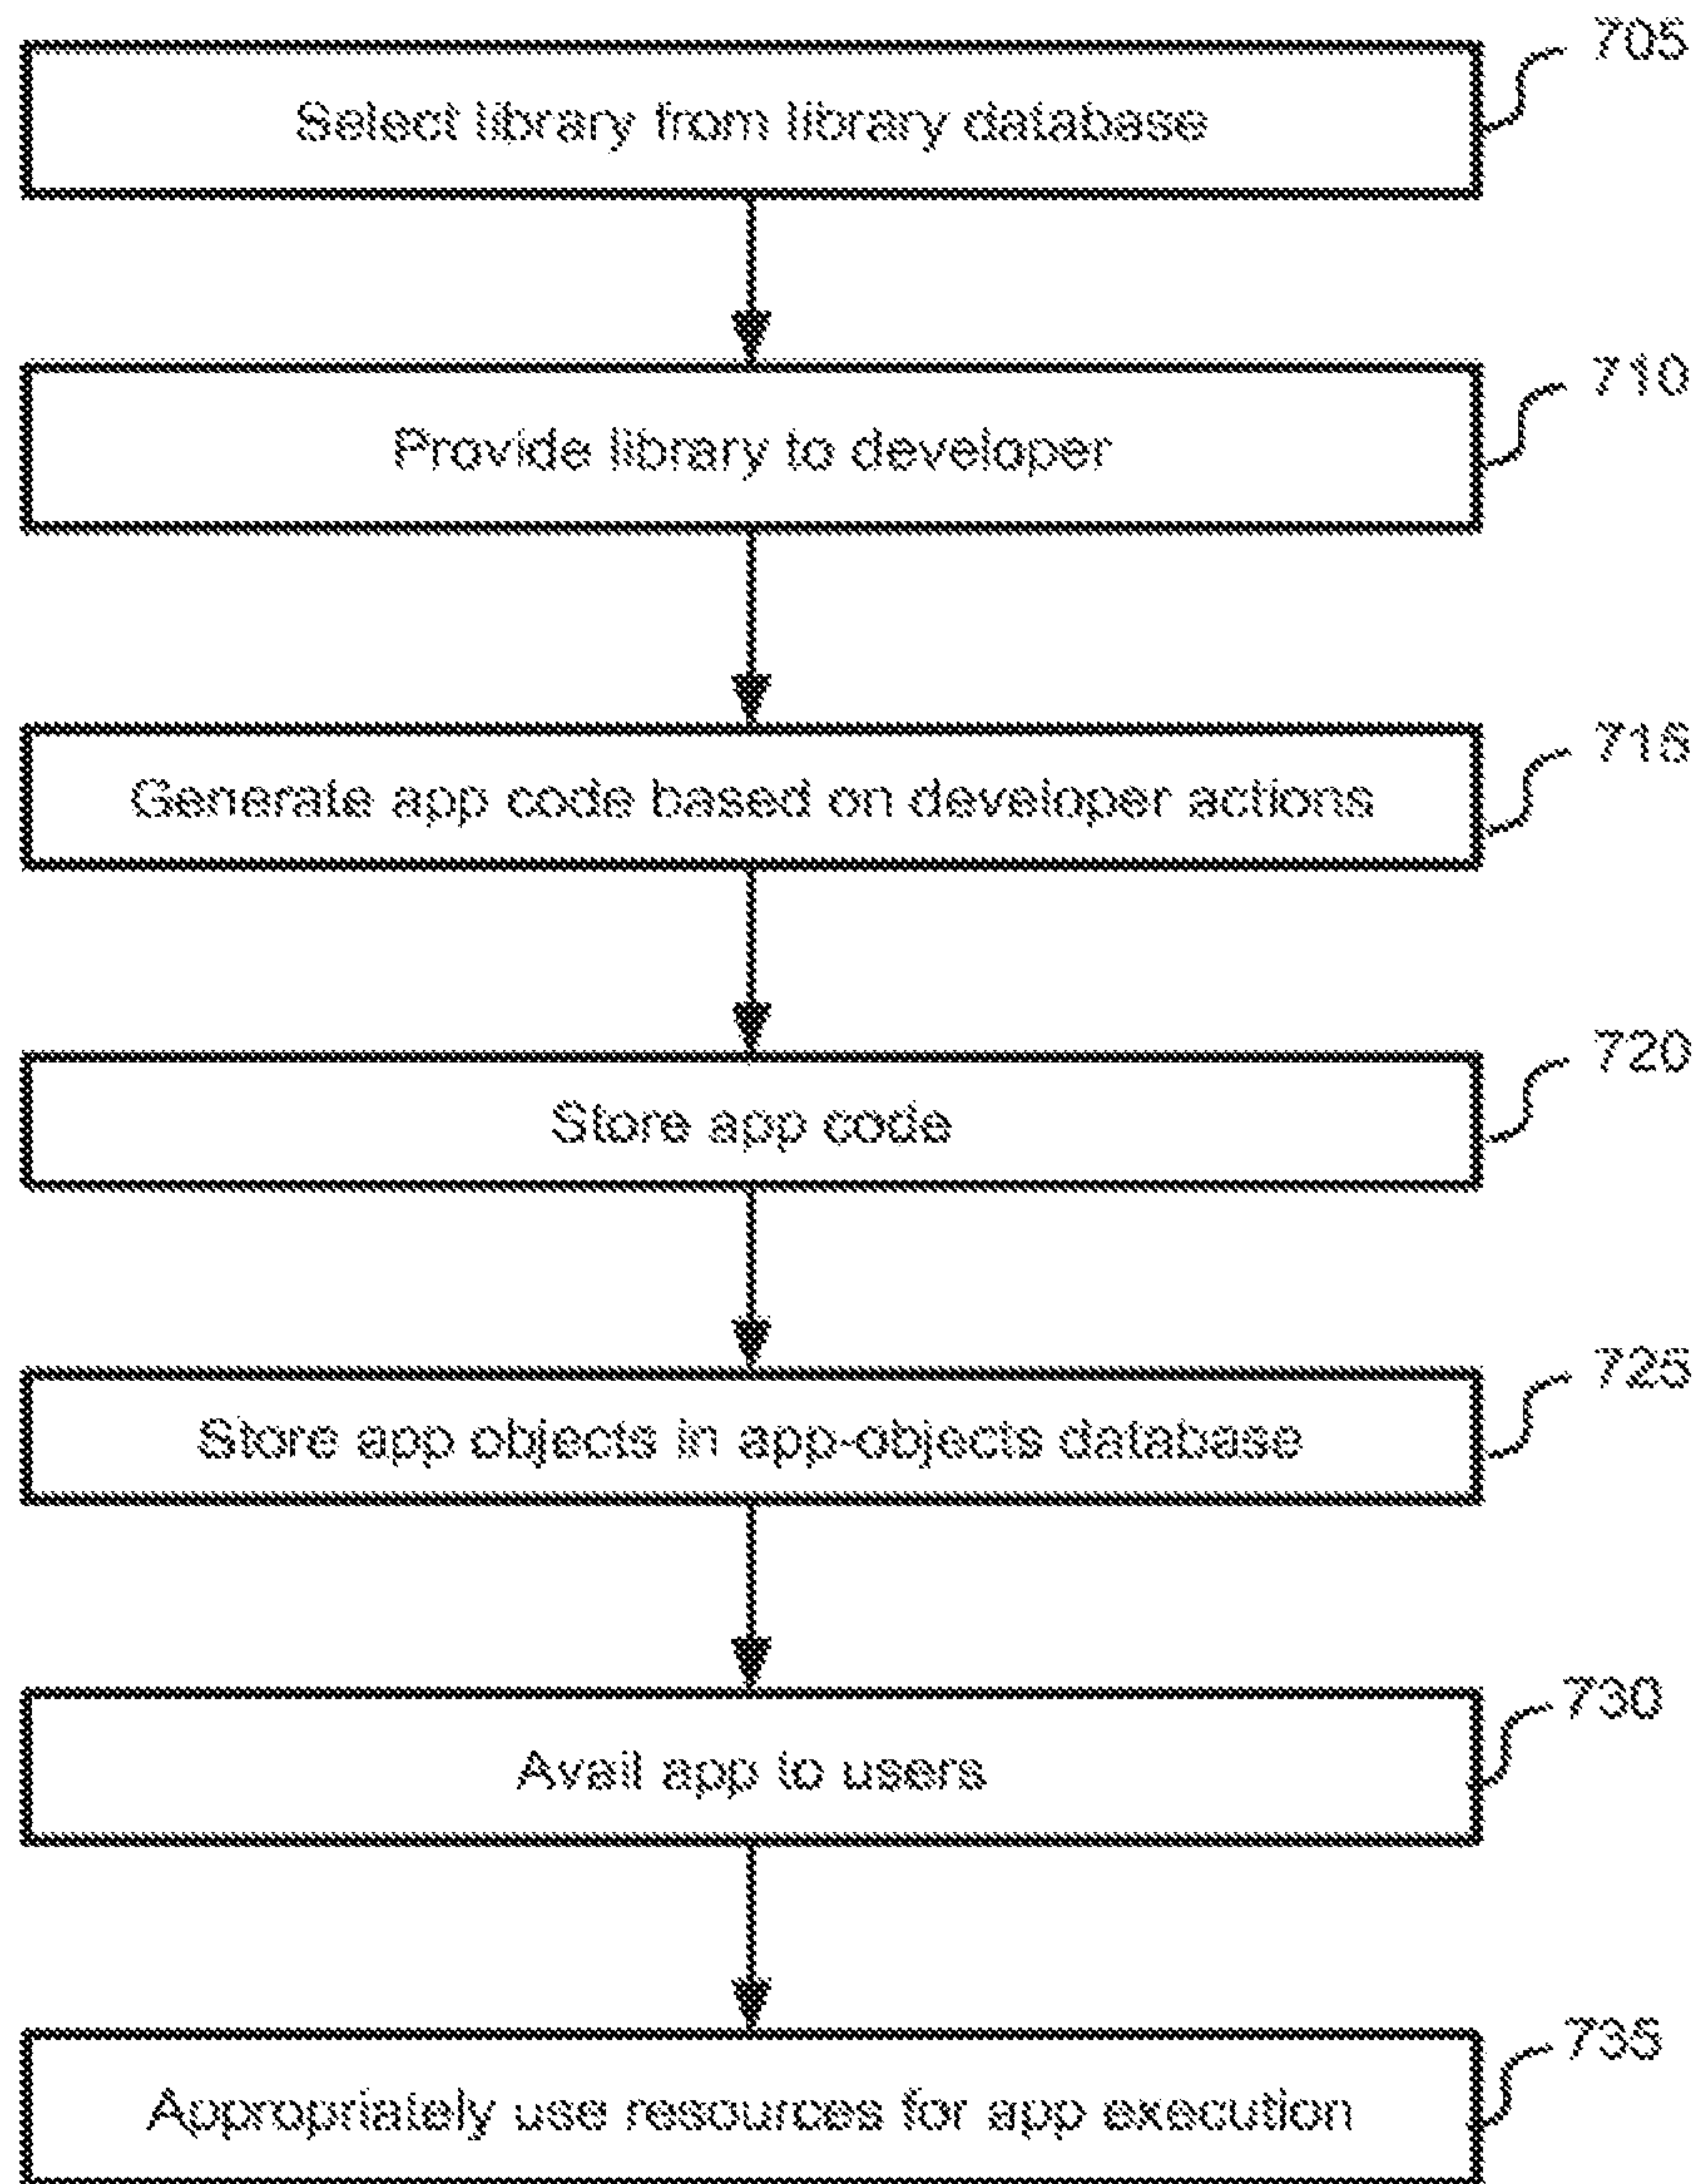 705
Select library from library database
710
Provide library to developer
715
Generate app code based on developer actions
720
Store app code
725
Store app objects in app-objects database
730
Avail app to users
735
Appropriately use resources for app execution